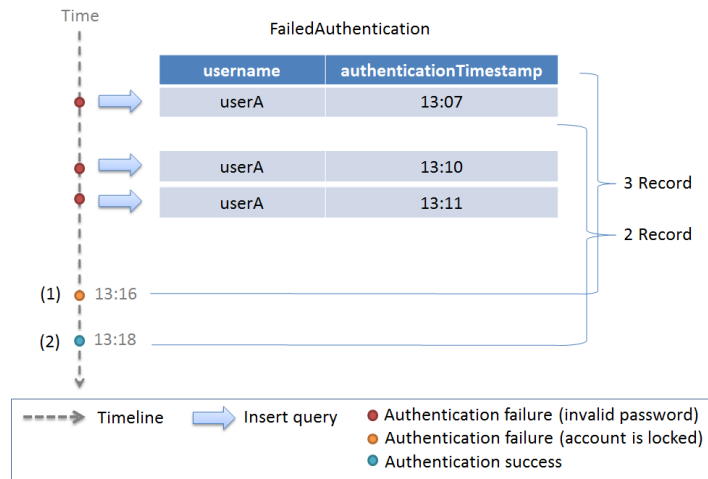 Time
FailedAuthentication
username authenticationTimestamp
userA 13:07
userA 13:10
userA 13:11
3 Record
2 Record
(1) 13:16
(2) 13:18
Timeline
Insert query
Authentication failure (invalid password)
Authentication failure (account is locked)
Authentication success